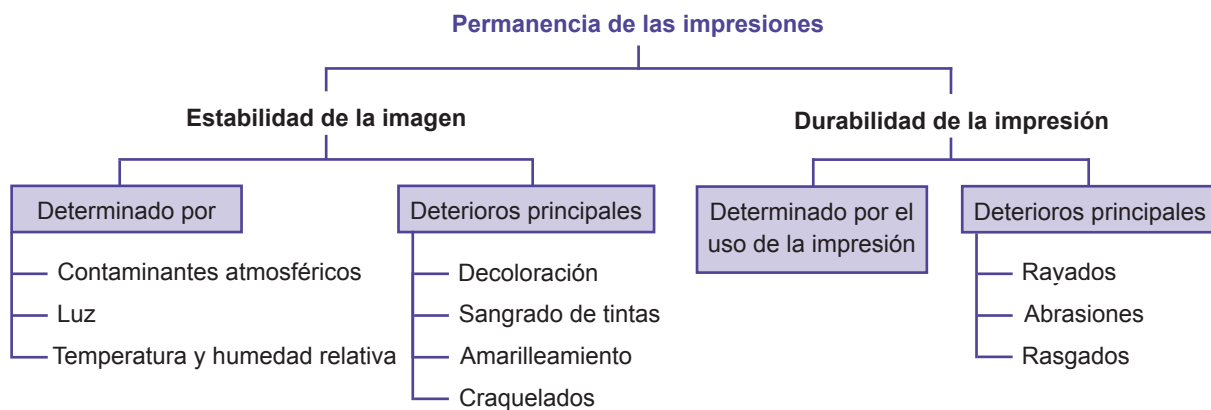 Permanencia de las impresiones
Estabilidad de la imagen
Durabilidad de la impresión
Determinado por
Contaminantes atmosféricos
Luz
Temperatura y humedad relativa
Deterioros principales
Decoloración
Sangrado de tintas
Amarilleamiento
Craquelados
Determinado por el
uso de la impresión
Deterioros principales
Rayados
Abrasiones
Rasgados